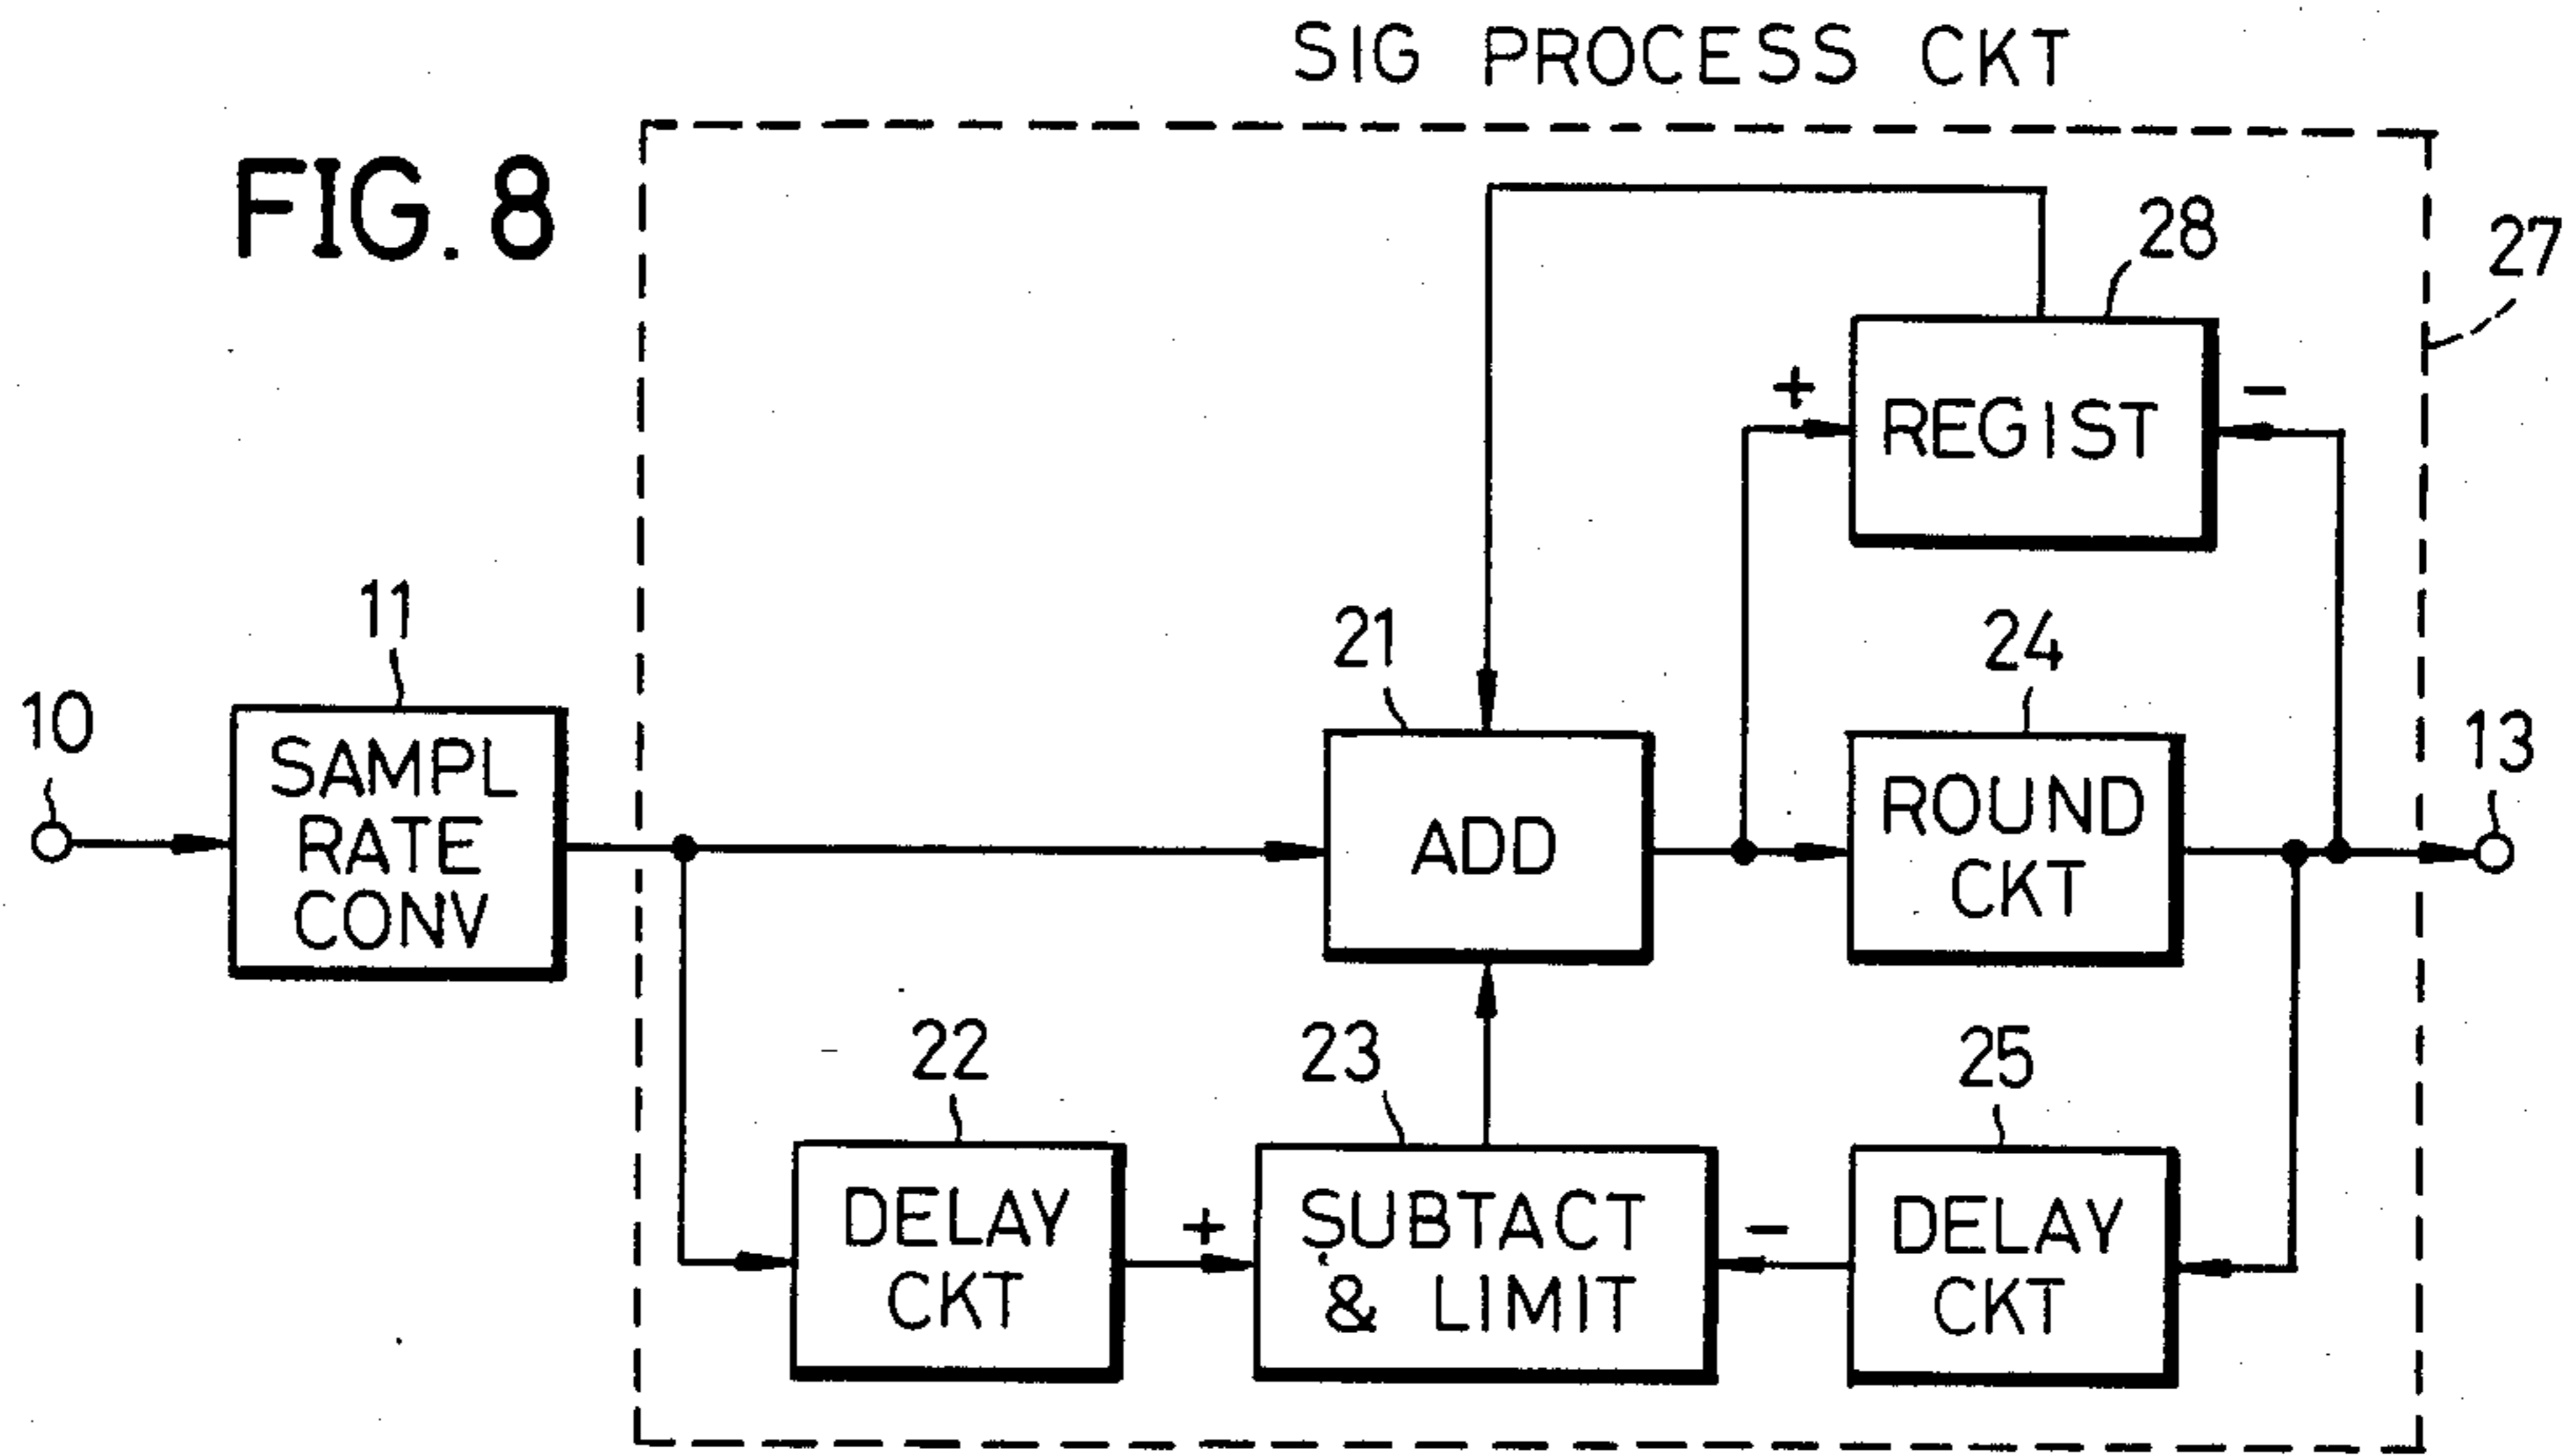 SIG PROCESS CKT
FIG. 8
28
27
+
-
REGIST
11
21
24
10
13
SAMPL
RATE
CONV
ADD
ROUND
CKT
22
23
25
DELAY
CKT
+
SUBTACT
& LIMIT
-
DELAY
CKT